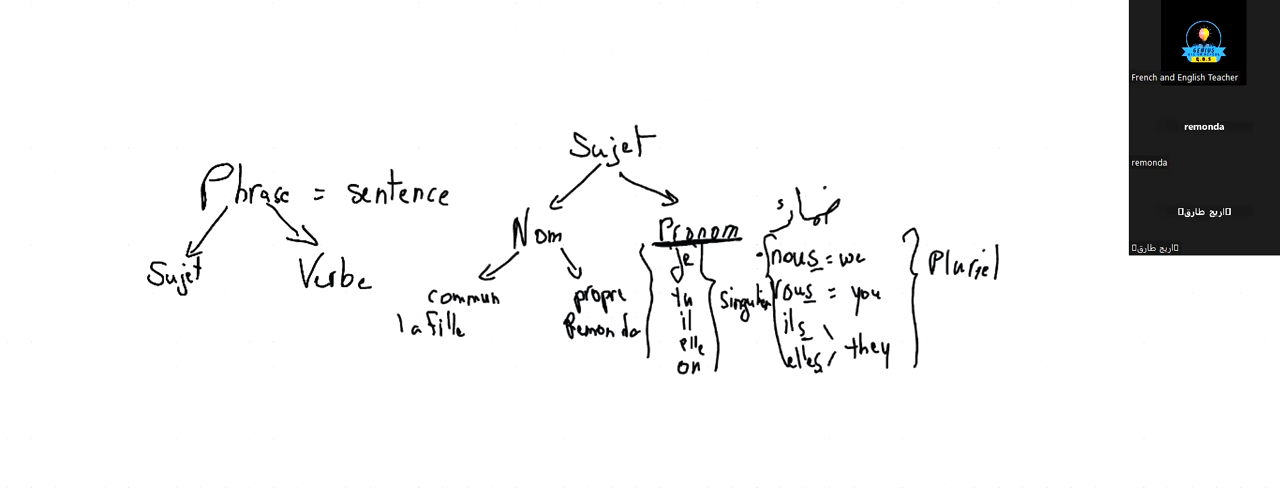 Sujet
Phrase = sentence
Sujet
Verbe
Nom
Pronom
commun
la fille
propre
Remonda
je
tu
il
elle
on
Singulier
ضمائر
nous = we
vous = you
ils
elles
they
Pluriel
GENIUS
French and English Teacher
remonda
remonda
اريج طارق
اريج طارق